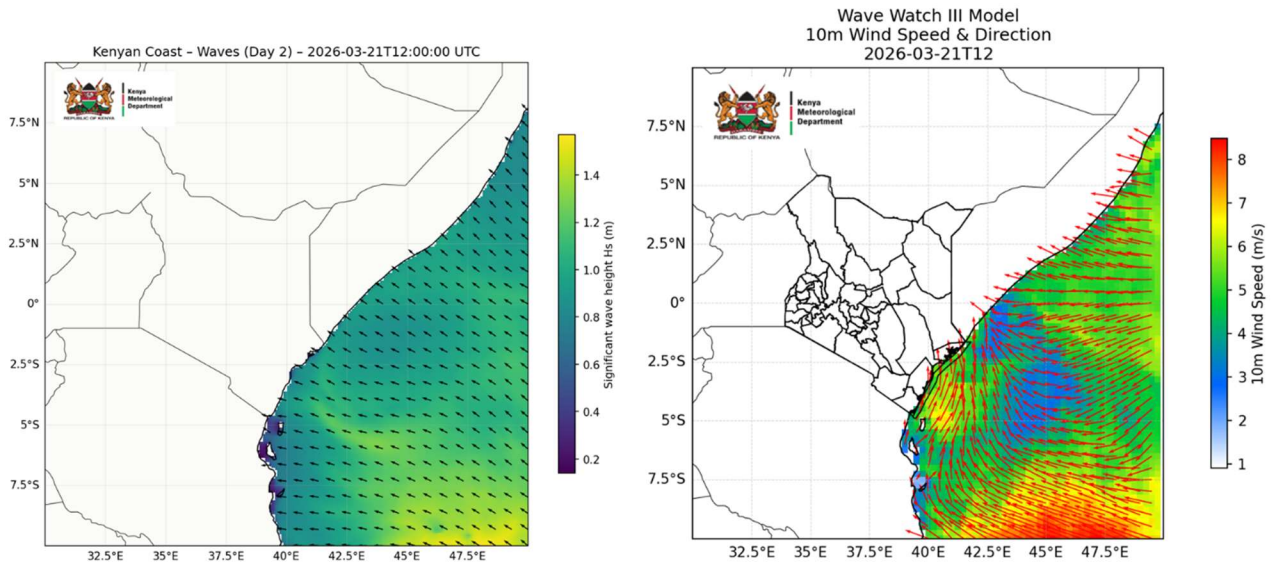 Kenyan Coast – Waves (Day 2) – 2026-03-21T12:00:00 UTC
Kenya
Meteorological
Department
REPUBLIC OF KENYA
7.5°N
5°N
2.5°N
0°
2.5°S
5°S
7.5°S
32.5°E 35°E 37.5°E 40°E 42.5°E 45°E 47.5°E
1.4
1.2
1.0
0.8
0.6
0.4
0.2
Significant wave height Hs (m)
Wave Watch III Model
10m Wind Speed & Direction
2026-03-21T12
Kenya
Meteorological
Department
REPUBLIC OF KENYA
7.5°N
5°N
2.5°N
0°
2.5°S
5°S
7.5°S
32.5°E 35°E 37.5°E 40°E 42.5°E 45°E 47.5°E
8
7
6
5
4
3
2
1
10m Wind Speed (m/s)